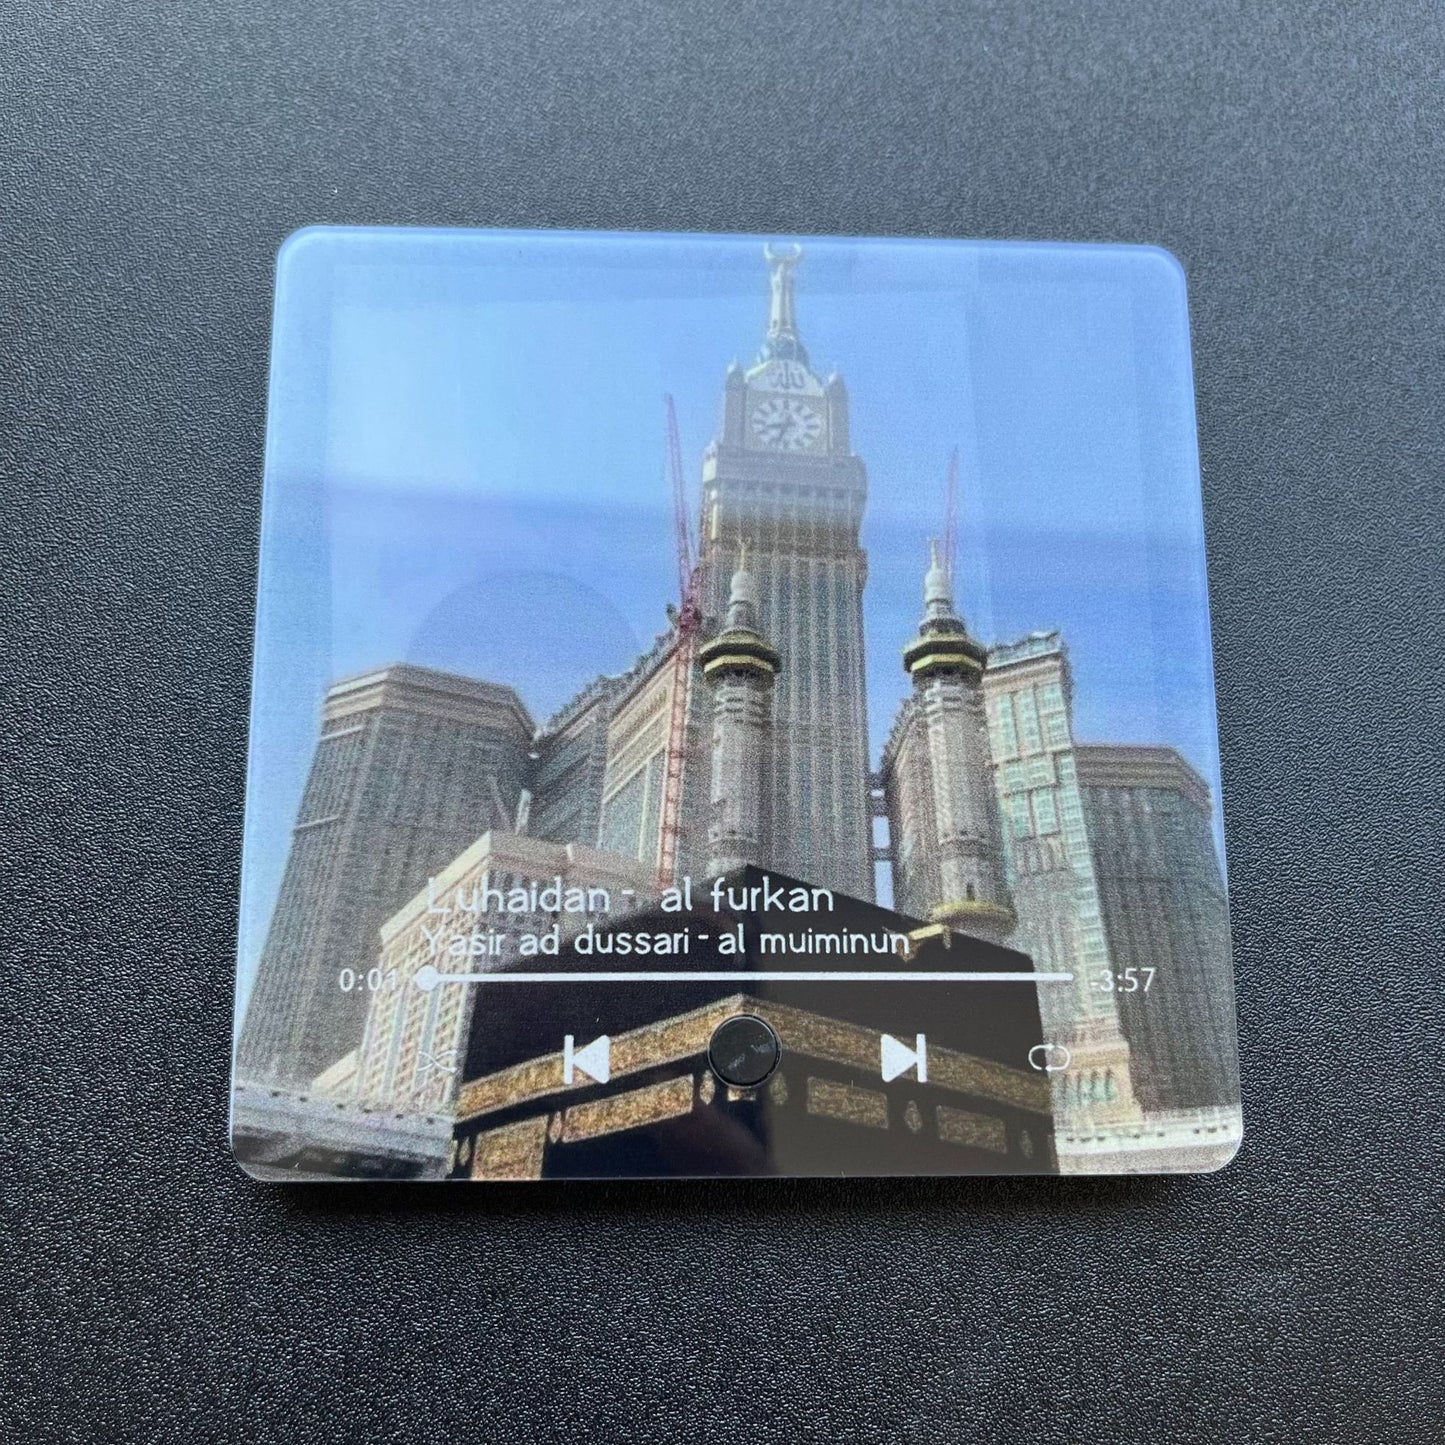 Luhaidan - al furkan
Yasir ad dussari - al muiminun
0:01 -3:57